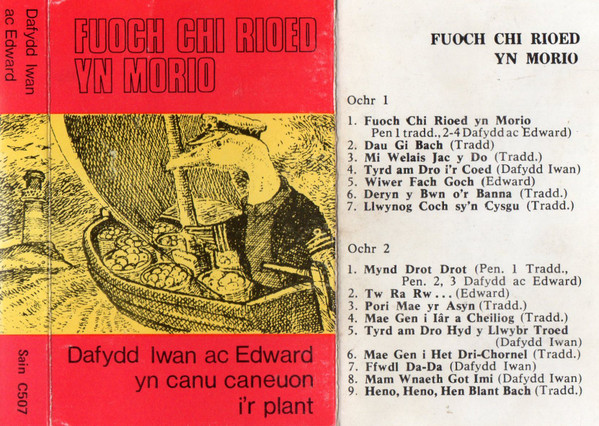 Dafydd Iwan
ac Edward
Sain C507
FUOCH CHI RIOED
YN MORIO
Dafydd Iwan ac Edward
yn canu caneuon
i'r plant
FUOCH CHI RIOED
YN MORIO
Ochr 1
1. Fuoch Chi Rioed yn Morio
Pen 1 tradd., 2-4 Dafydd ac Edward)
2. Dau Gi Bach (Tradd)
3. Mi Welais Jac y Do (Tradd.)
4. Tyrd am Dro i'r Coed (Dafydd Iwan)
5. Wiwer Fach Goch (Edward)
6. Deryn y Bwn o'r Banna (Tradd.)
7. Llwynog Coch sy'n Cysgu (Tradd.)
Ochr 2
1. Mynd Drot Drot (Pen. 1 Tradd.,
Pen. 2, 3 Dafydd ac Edward)
2. Tw Ra Rw... (Edward)
3. Pori Mae yr Asyn (Tradd.)
4. Mae Gen i Iâr a Cheiliog (Tradd.)
5. Tyrd am Dro Hyd y Llwybr Troed
(Dafydd Iwan)
6. Mae Gen i Het Dri-Chornel (Tradd.)
7. Ffwdl Da-Da (Dafydd Iwan)
8. Mam Wnaeth Got Imi (Dafydd Iwan)
9. Heno, Heno, Hen Blant Bach (Tradd.)